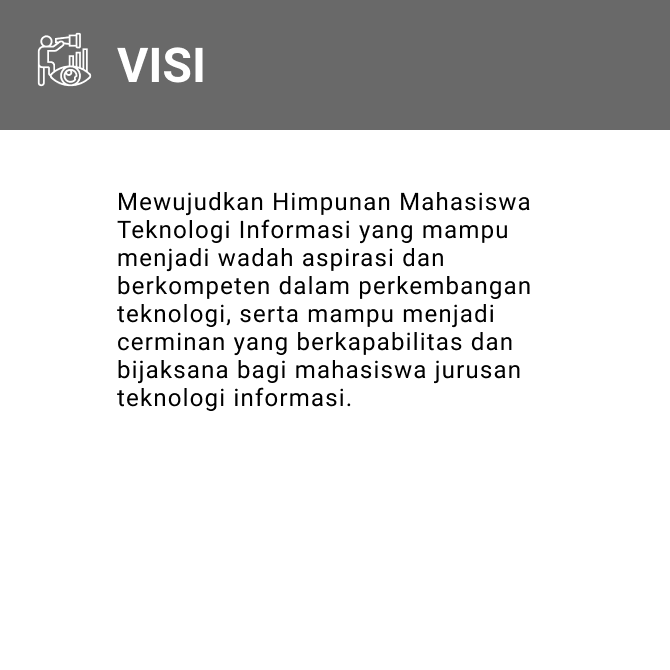 VISI
Mewujudkan Himpunan Mahasiswa
Teknologi Informasi yang mampu
menjadi wadah aspirasi dan
berkompeten dalam perkembangan
teknologi, serta mampu menjadi
cerminan yang berkapabilitas dan
bijaksana bagi mahasiswa jurusan
teknologi informasi.